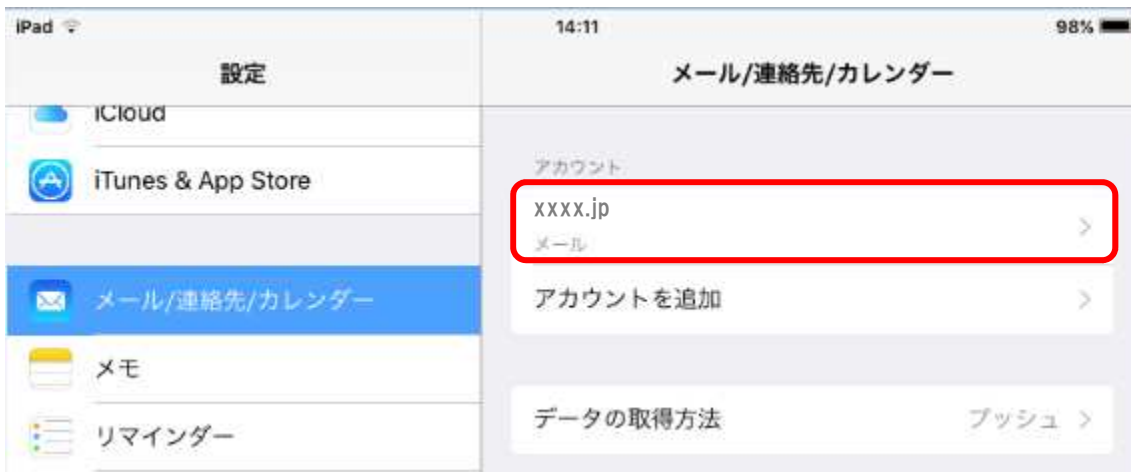 iPad 14:11 98%
設定
メール/連絡先/カレンダー
iCloud
iTunes & App Store
メール/連絡先/カレンダー
メモ
リマインダー
アカウント
xxxx.jp
メール
アカウントを追加
データの取得方法 プッシュ